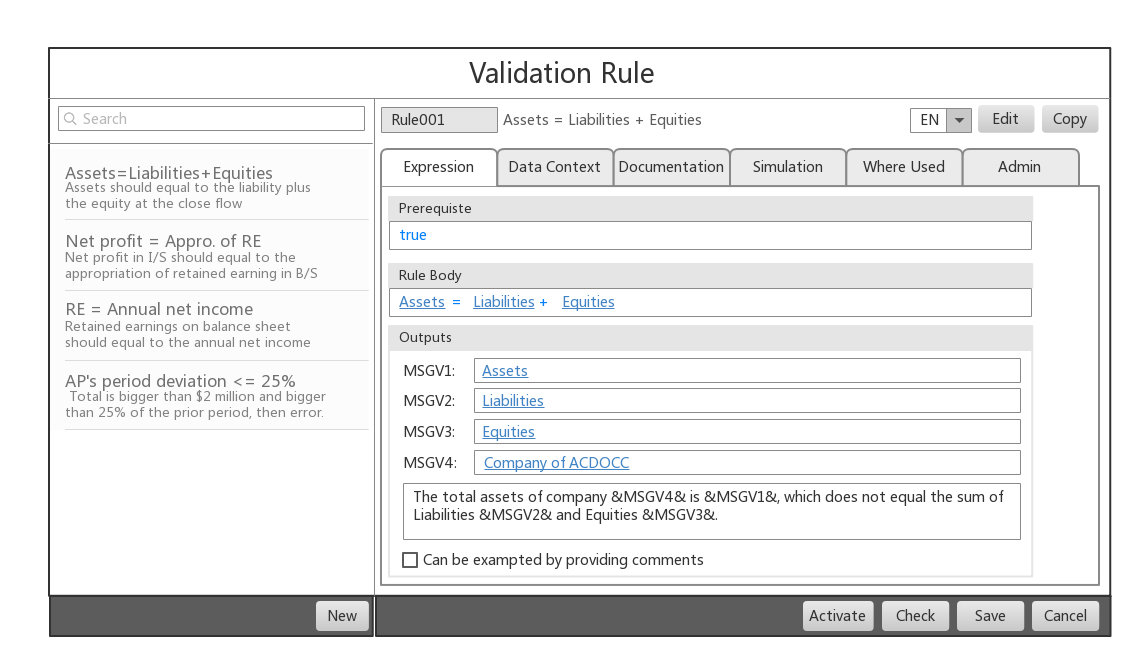 Validation Rule
Search
Assets=Liabilities+Equities
Assets should equal to the liability plus
the equity at the close flow
Net profit = Appro. of RE
Net profit in I/S should equal to the
appropriation of retained earning in B/S
RE = Annual net income
Retained earnings on balance sheet
should equal to the annual net income
AP's period deviation <= 25%
Total is bigger than $2 million and bigger
than 25% of the prior period, then error.
New
Rule001 Assets = Liabilities + Equities EN Edit Copy
Expression Data Context Documentation Simulation Where Used Admin
Prerequiste
true
Rule Body
Assets = Liabilities + Equities
Outputs
MSGV1: Assets
MSGV2: Liabilities
MSGV3: Equities
MSGV4: Company of ACDOCC
The total assets of company &MSGV4& is &MSGV1&, which does not equal the sum of
Liabilities &MSGV2& and Equities &MSGV3&.
Can be exampted by providing comments
Activate Check Save Cancel